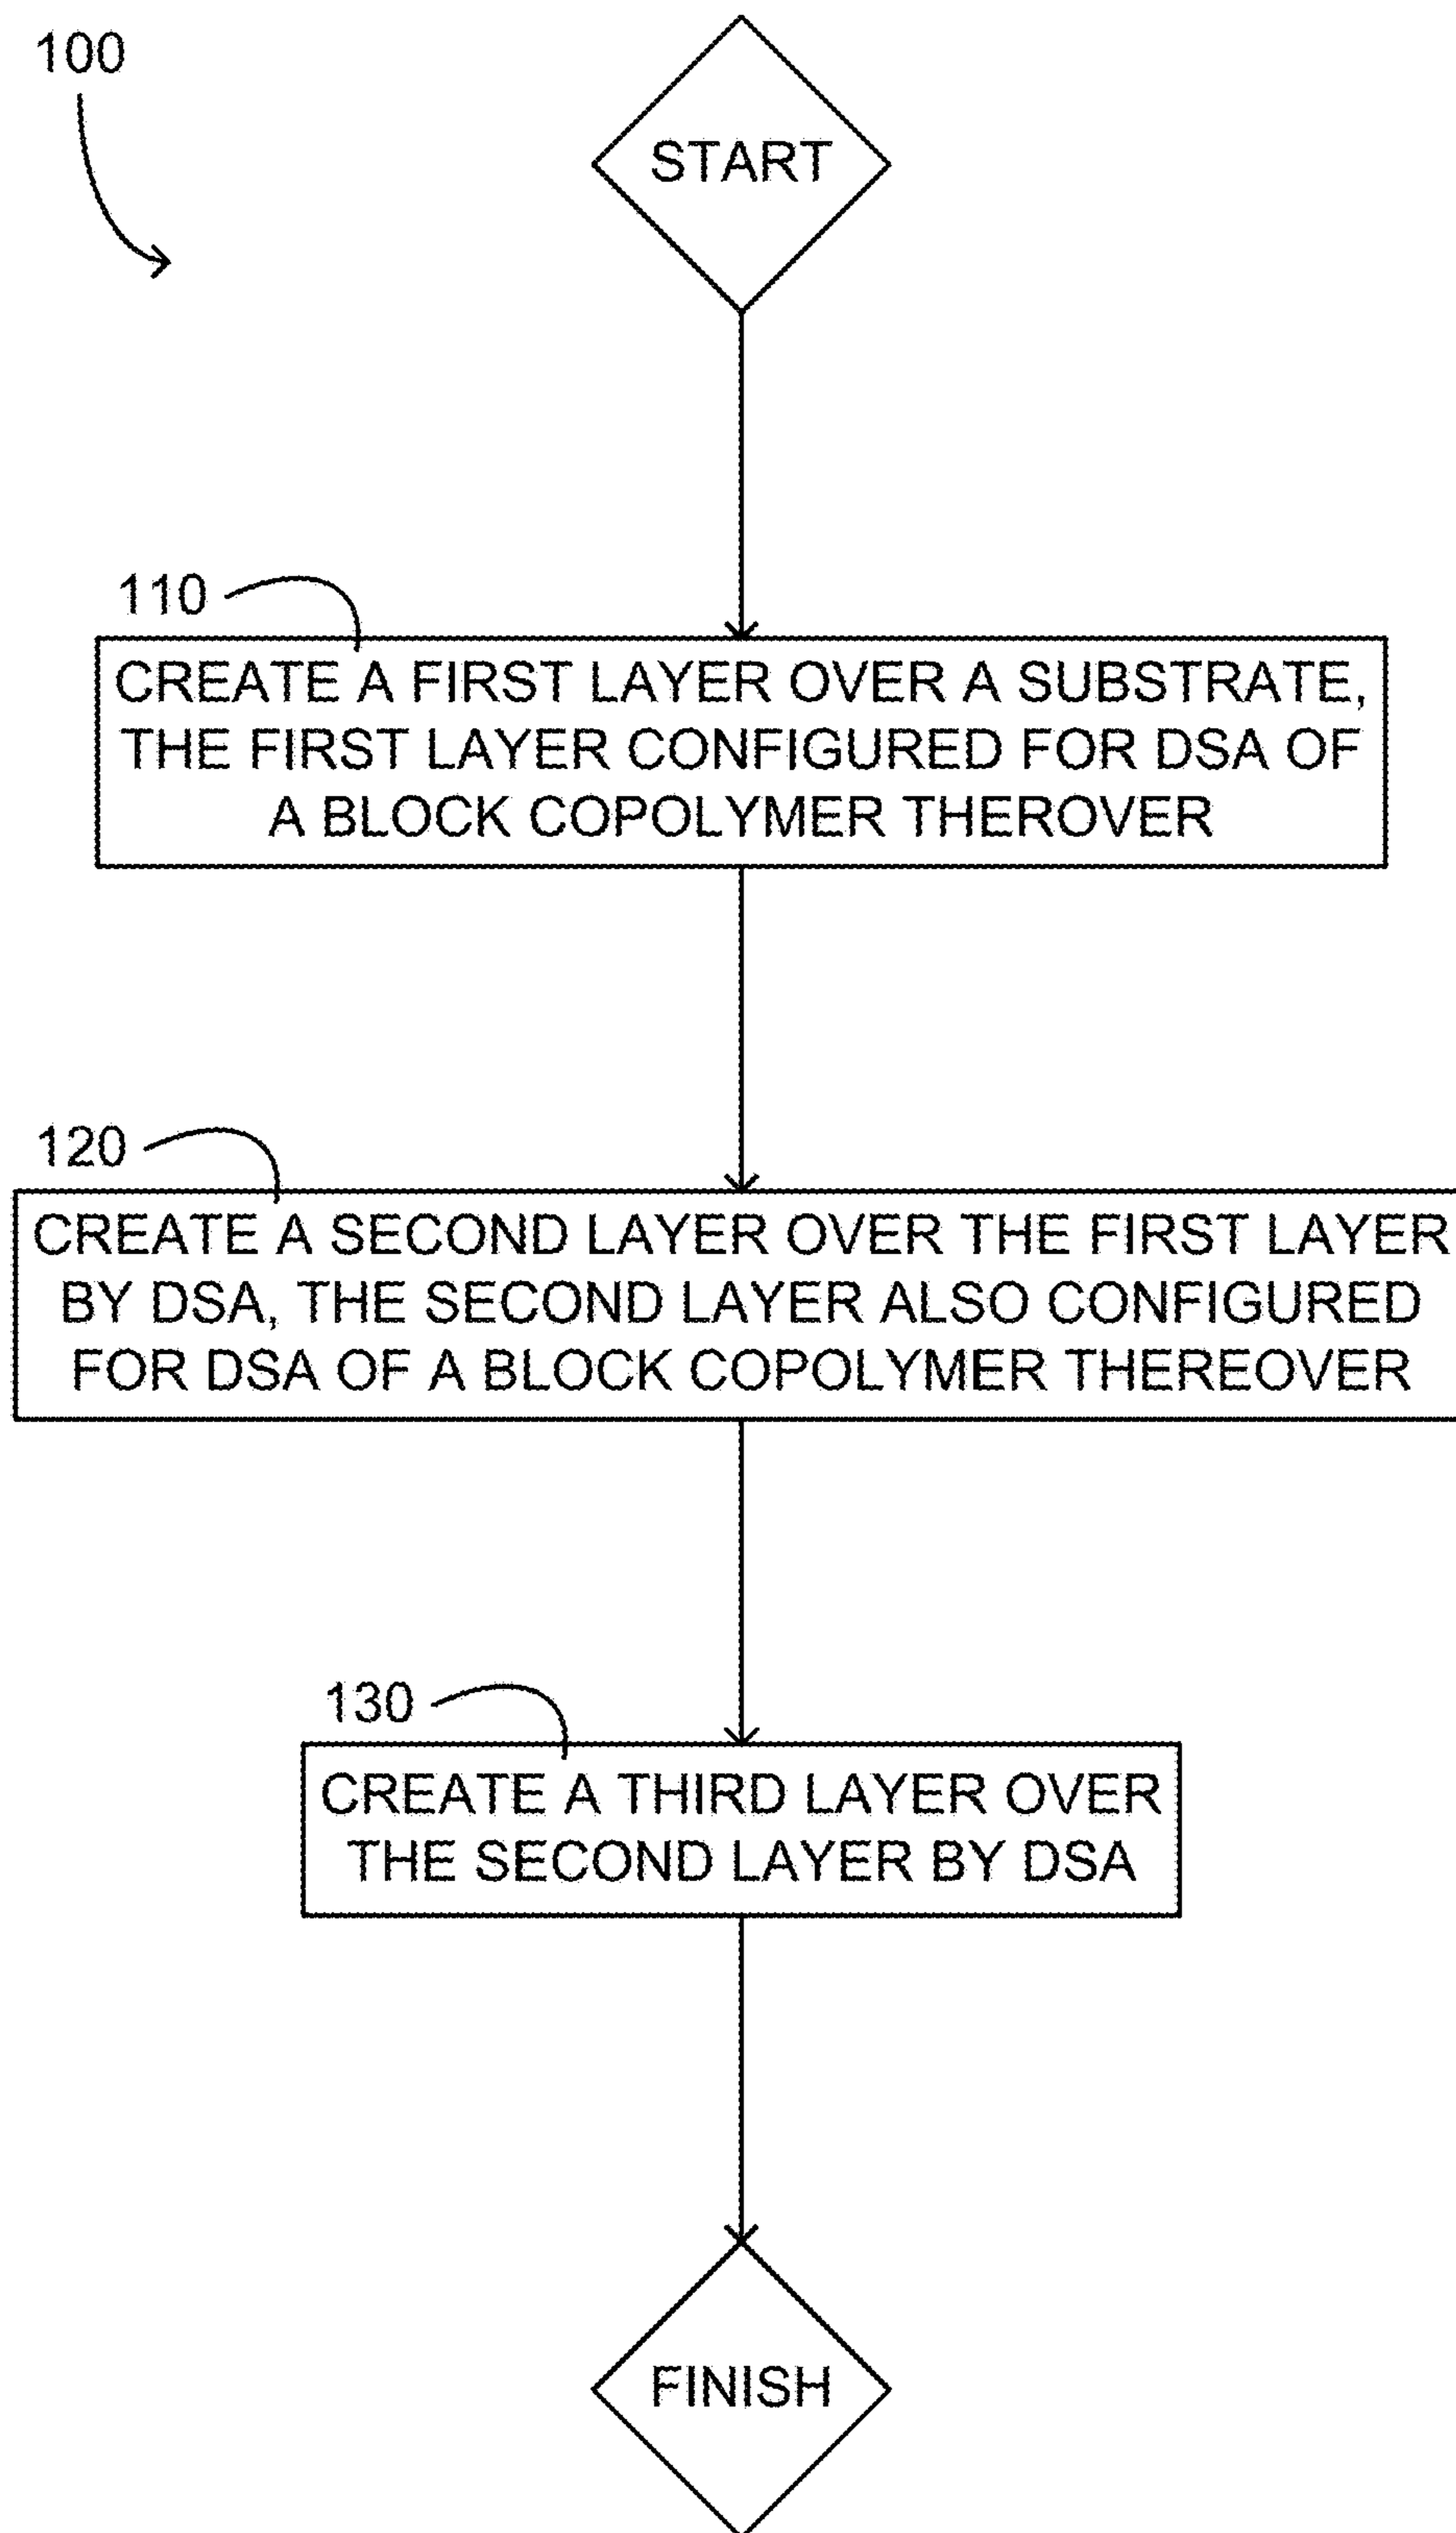 100
START
110
CREATE A FIRST LAYER OVER A SUBSTRATE,
THE FIRST LAYER CONFIGURED FOR DSA OF
A BLOCK COPOLYMER THEROVER
120
CREATE A SECOND LAYER OVER THE FIRST LAYER
BY DSA, THE SECOND LAYER ALSO CONFIGURED
FOR DSA OF A BLOCK COPOLYMER THEREOVER
130
CREATE A THIRD LAYER OVER
THE SECOND LAYER BY DSA
FINISH